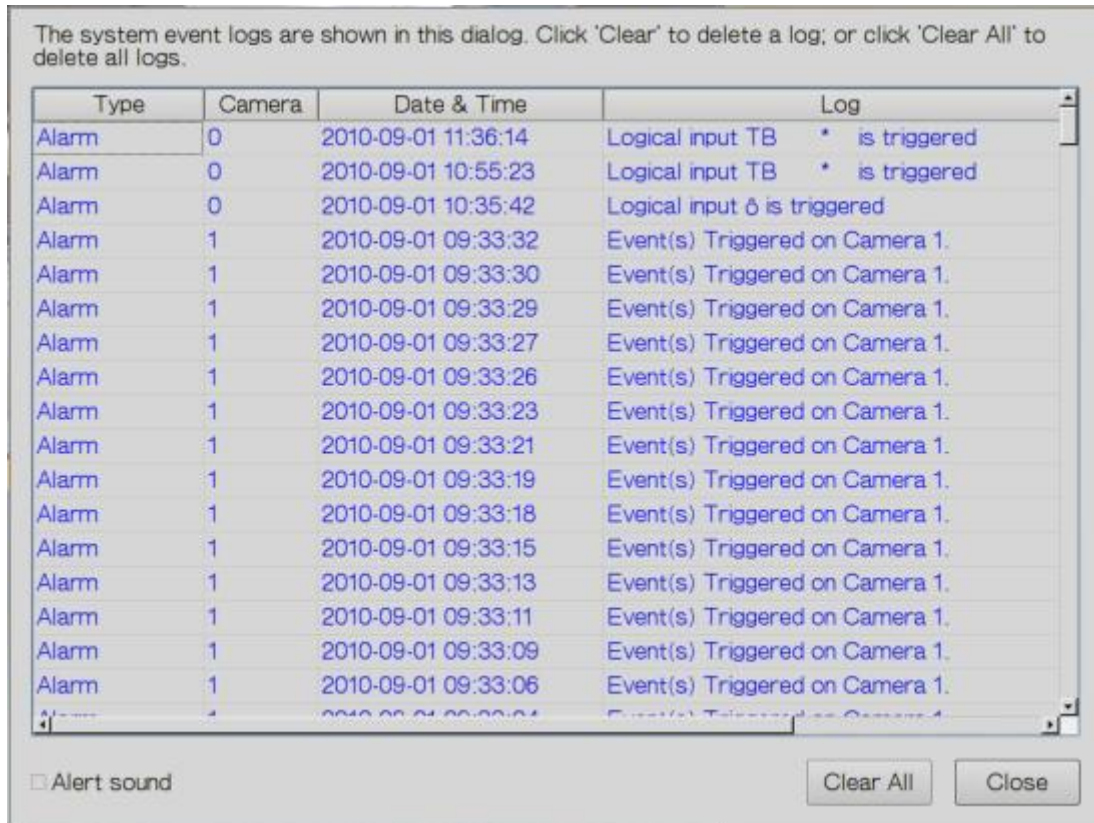 The system event logs are shown in this dialog. Click 'Clear' to delete a log; or click 'Clear All' to
delete all logs.
Type Camera Date & Time Log
Alarm 0 2010-09-01 11:36:14 Logical input TB * is triggered
Alarm 0 2010-09-01 10:55:23 Logical input TB * is triggered
Alarm 0 2010-09-01 10:35:42 Logical input is triggered
Alarm 1 2010-09-01 09:33:32 Event(s) Triggered on Camera 1.
Alarm 1 2010-09-01 09:33:30 Event(s) Triggered on Camera 1.
Alarm 1 2010-09-01 09:33:29 Event(s) Triggered on Camera 1.
Alarm 1 2010-09-01 09:33:27 Event(s) Triggered on Camera 1.
Alarm 1 2010-09-01 09:33:26 Event(s) Triggered on Camera 1.
Alarm 1 2010-09-01 09:33:23 Event(s) Triggered on Camera 1.
Alarm 1 2010-09-01 09:33:21 Event(s) Triggered on Camera 1.
Alarm 1 2010-09-01 09:33:19 Event(s) Triggered on Camera 1.
Alarm 1 2010-09-01 09:33:18 Event(s) Triggered on Camera 1.
Alarm 1 2010-09-01 09:33:15 Event(s) Triggered on Camera 1.
Alarm 1 2010-09-01 09:33:13 Event(s) Triggered on Camera 1.
Alarm 1 2010-09-01 09:33:11 Event(s) Triggered on Camera 1.
Alarm 1 2010-09-01 09:33:09 Event(s) Triggered on Camera 1.
Alarm 1 2010-09-01 09:33:06 Event(s) Triggered on Camera 1.
Alert sound Clear All Close